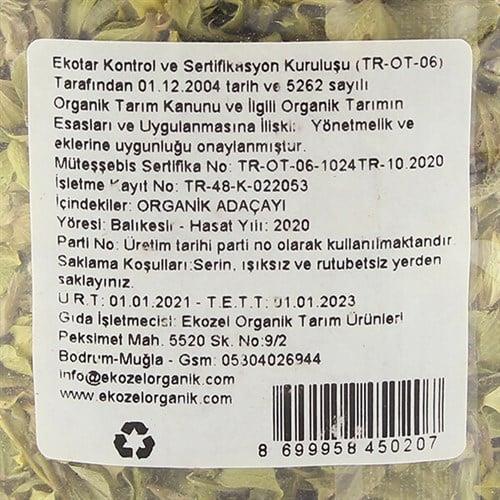 Ekotar Kontrol ve Sertifikasyon Kuruluşu (TR-OT-06)
Tarafından 01.12.2004 tarih ve 5262 sayılı
Organik Tarım Kanunu ve İlgili Organik Tarımın
Esasları ve Uygulanmasına İlişki: Yönetmelik ve
eklerine uygunluğu onaylanmıştur.
Müteşşebis Sertifika No: TR-OT-06-1024TR-10.2020
İşletme Kayit No: TR-48-K-022053
İçindekiler: ORGANİK ADAÇAYI
Yöresi: Balıkesir - Hasat Yılı: 2020
Parti No: Üretim tarihi parti no olarak kullanılmaktandır
Saklama Koşulları:Serin, ışıksız ve rutubetsiz yerden
saklayınız.
U.R.T: 01.01.2021 - T.E.T.T: 01.01.2023
Gıda İşletmecisi: Ekozel Organik Tarım Ürünleri
Peksimet Mah. 5520 Sk. No:9/2
Bodrum-Muğla - Gsm: 05304026944
info@ekozelorganik.com
www.ekozelorganik.com
8 699958 450207